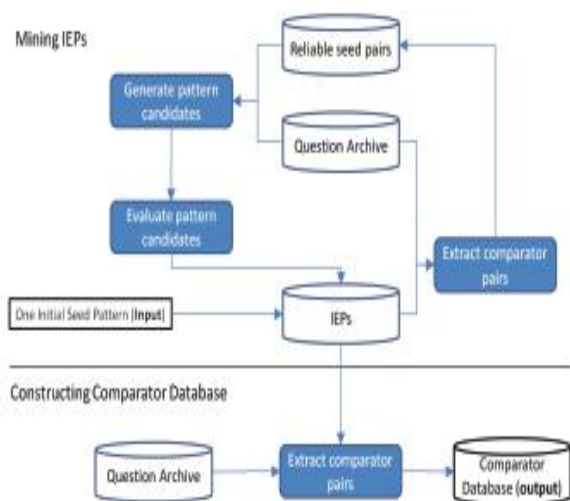 Mining IEPs
Reliable seed pairs
Generate pattern
candidates
Question Archive
Evaluate pattern
candidates
Extract comparator
pairs
One Initial Seed Pattern (Input)
IEPs
Constructing Comparator Database
Question Archive
Extract comparator
pairs
Comparator
Database (output)